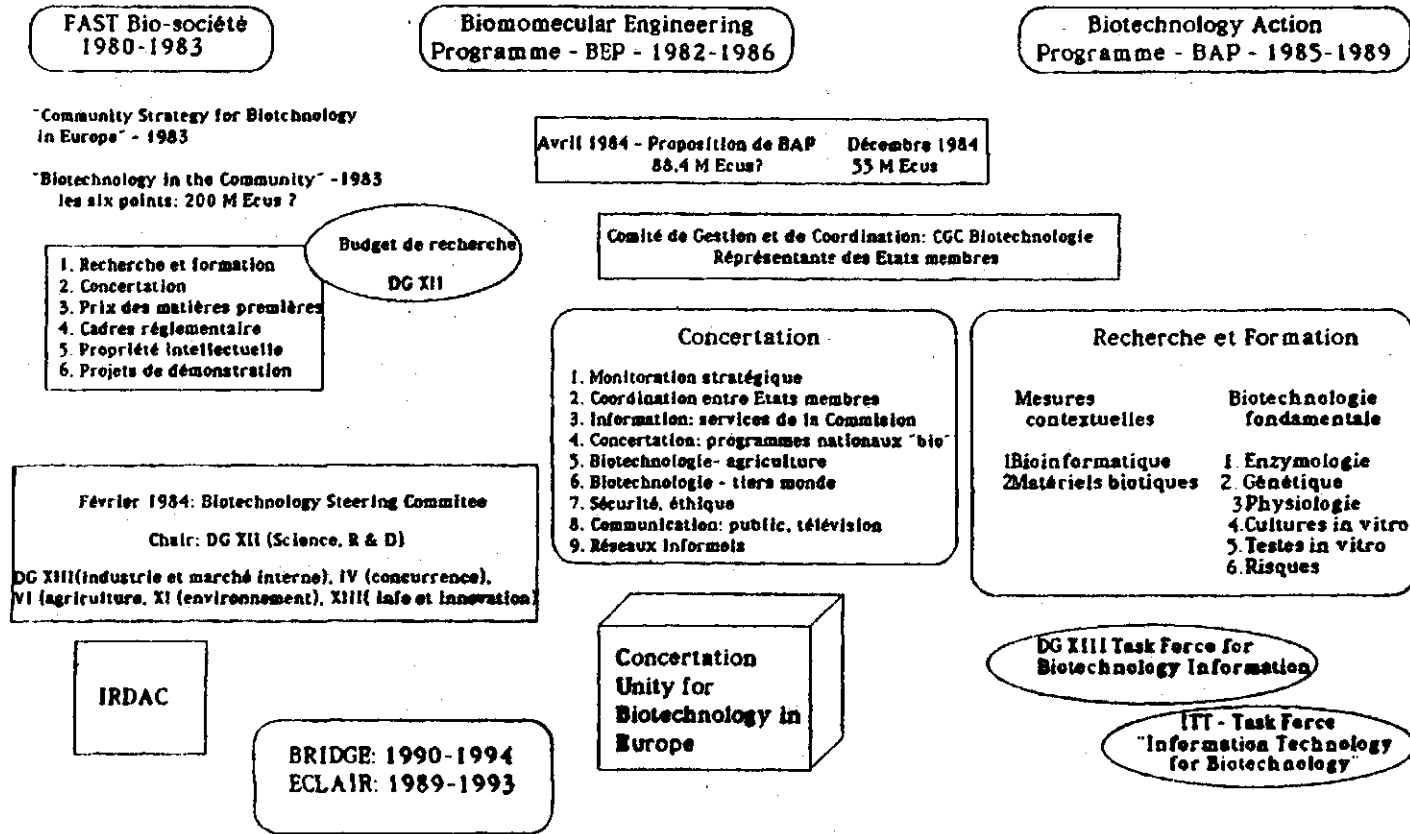 FAST Bio-société
1980-1983
Biomomecular Engineering
Programme - BEP - 1982-1986
Biotechnology Action
Programme - BAP - 1985-1989
"Community Strategy for Biotchnology
in Europe" - 1983
"Biotechnology in the Community" -1983
les six points: 200 M Ecus ?
Avril 1984 - Proposition de BAP Décembre 1984
88,4 M Ecus? 55 M Ecus
Budget de recherche
DG XII
Comité de Gestion et de Coordination: CGC Biotechnologie
Réprésentants des Etats membres
1. Recherche et formation
2. Concertation
3. Prix des matières premières
4. Cadres réglementaire
5. Propriété intellectuelle
6. Projets de démonstration
Concertation
1. Monitoration stratégique
2. Coordination entre Etats membres
3. Information: services de la Commision
4. Concertation: programmes nationaux "bio"
5. Biotechnologie- agriculture
6. Biotechnologie - tiers monde
7. Sécurité, éthique
8. Communication: public, télévision
9. Réseaux informels
Recherche et Formation
Mesures
contextuelles
1Bioinformatique
2Matériels biotiques
Biotechnologie
fondamentale
1. Enzymologie
2. Génétique
3Physiologie
4.Cultures in vitro
5.Testes in vitro
6.Risques
Février 1984: Biotechnology Steering Commitee
Chair: DG XII (Science, R & D)
DG XIII(industrie et marché interne), IV (concurrence),
VI (agriculture, XI (environnement), XIII( info et innovation)
IRDAC
BRIDGE: 1990-1994
ECLAIR: 1989-1993
Concertation
Unity for
Biotechnology in
Europe
DG XIII Task Force for
Biotechnology Information
ITT - Task Force
"Information Technology
for Biotechnology"